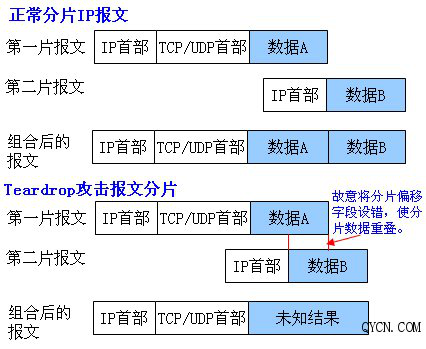 正常分片IP报文
第一片报文 IP首部 TCP/UDP首部 数据A
第二片报文 IP首部 数据B
组合后的
报文
IP首部 TCP/UDP首部 数据A 数据B
Teardrop攻击报文分片
故意将分片偏移
字段设错,使分
片数据重叠。
第一片报文 IP首部 TCP/UDP首部 数据A
第二片报文 IP首部 数据B
组合后的
报文
IP首部 TCP/UDP首部 未知结果
QYCN.COM